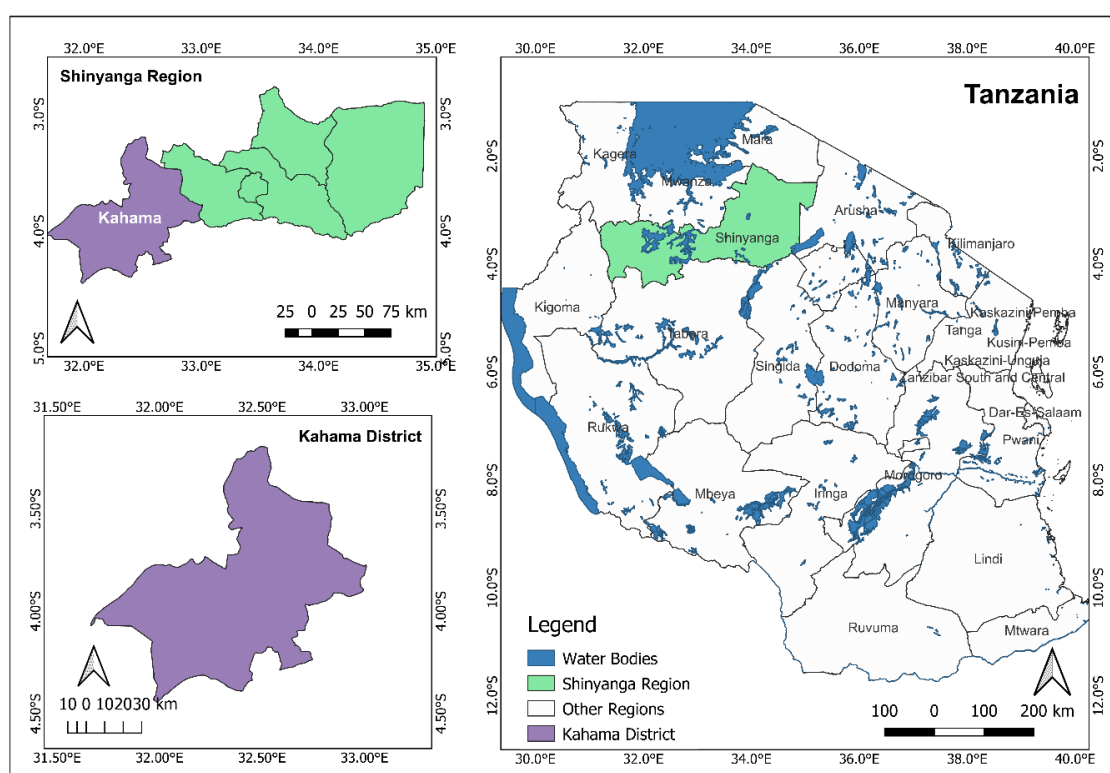 32.0°E 33.0°E 34.0°E 35.0°E
Shinyanga Region
3.0°S
3.0°S
Kahama
4.0°S
4.0°S
25 0 25 50 75 km
5.0°S
5.0°S
32.0°E 33.0°E 34.0°E 35.0°E
31.50°E 32.00°E 32.50°E 33.00°E
Kahama District
3.50°S
3.50°S
4.00°S
4.00°S
10 0 10 20 30 km
4.50°S
4.50°S
31.50°E 32.00°E 32.50°E 33.00°E
30.0°E 32.0°E 34.0°E 36.0°E 38.0°E 40.0°E
Tanzania
2.0°S
2.0°S
Mara
Kagera
Mwanza
Arusha
Shinyanga
Kilimanjaro
4.0°S
4.0°S
Kigoma
Manyara
Kaskazini-Pemba
Tanga
Tabora
Kusini-Pemba
Kaskazini-Unguja
6.0°S
6.0°S
Singida
Dodoma
Zanzibar South and Central
Dar-Es-Salaam
Rukwa
Pwani
Morogoro
8.0°S
8.0°S
Mbeya
Iringa
Lindi
10.0°S
10.0°S
Ruvuma
Mtwara
12.0°S
12.0°S
Legend
Water Bodies
Shinyanga Region
Other Regions
Kahama District
100 0 100 200 km
30.0°E 32.0°E 34.0°E 36.0°E 38.0°E 40.0°E